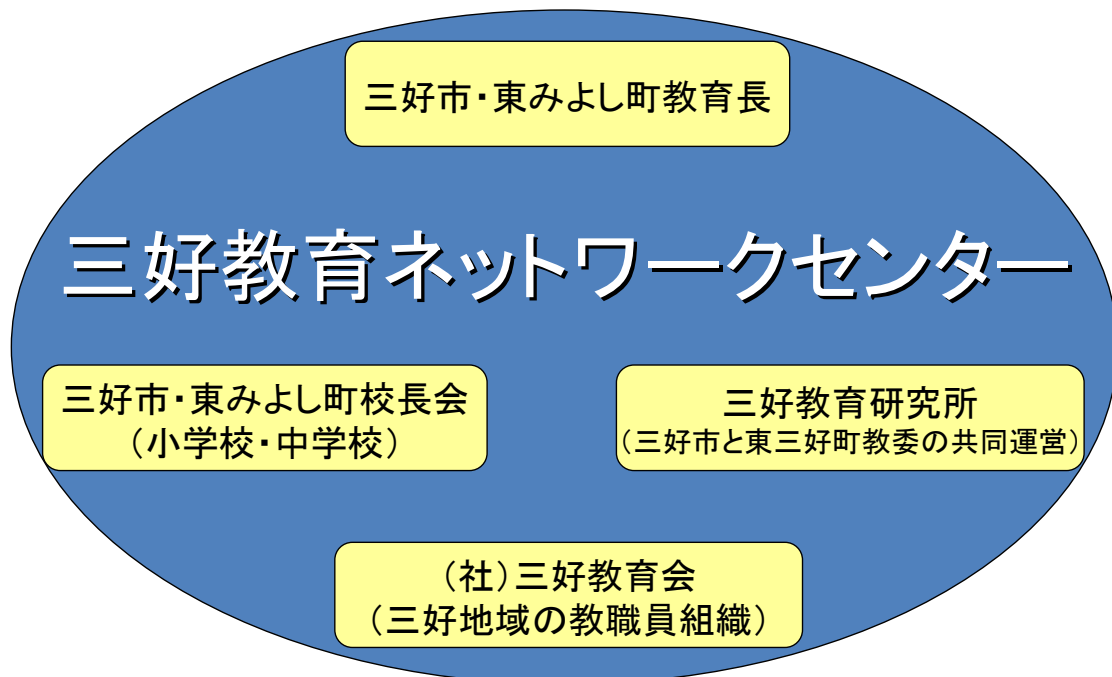 三好市・東みよし町教育長
三好教育ネットワークセンター
三好市・東みよし町校長会
（小学校・中学校）
三好教育研究所
（三好市と東三好町教委の共同運営）
（社）三好教育会
（三好地域の教職員組織）